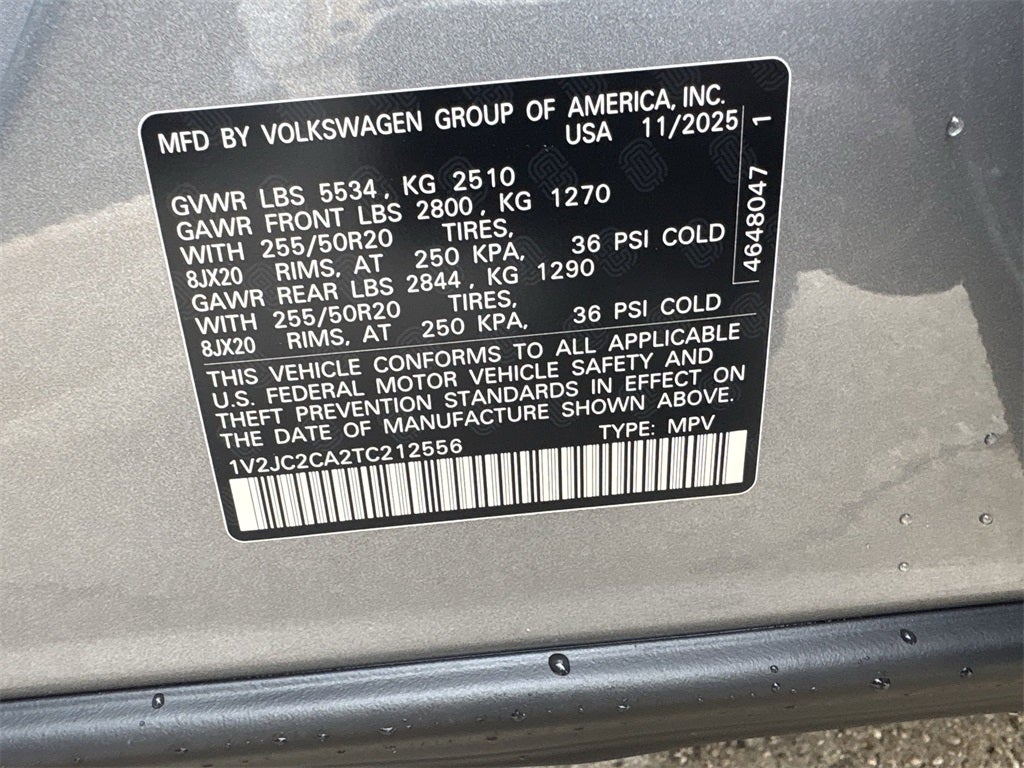 MFD BY VOLKSWAGEN GROUP OF AMERICA, INC.
USA 11/2025
GVWR LBS 5534, KG 2510
GAWR FRONT LBS 2800, KG 1270
WITH 255/50R20 TIRES,
8JX20 RIMS, AT 250 KPA, 36 PSI COLD
GAWR REAR LBS 2844, KG 1290
WITH 255/50R20 TIRES,
8JX20 RIMS, AT 250 KPA, 36 PSI COLD
THIS VEHICLE CONFORMS TO ALL APPLICABLE
U.S. FEDERAL MOTOR VEHICLE SAFETY AND
THEFT PREVENTION STANDARDS IN EFFECT ON
THE DATE OF MANUFACTURE SHOWN ABOVE.
1V2JC2CA2TC212556 TYPE: MPV
4648047 1